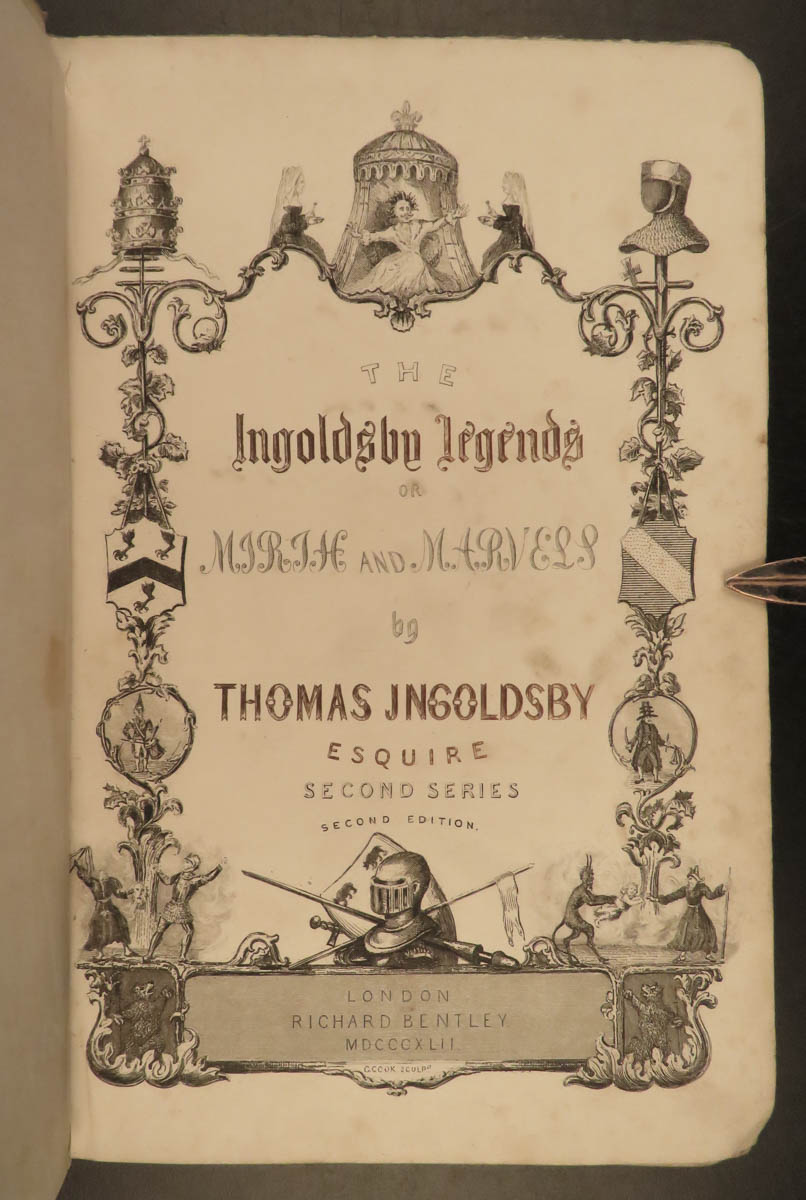 THE
Ingoldsby Legends
OR
MIRTH AND MARVELS
by
THOMAS INGOLDSBY
ESQUIRE
SECOND SERIES
SECOND EDITION.
LONDON
RICHARD BENTLEY
MDCCCXLII
G.COOK SCULPT